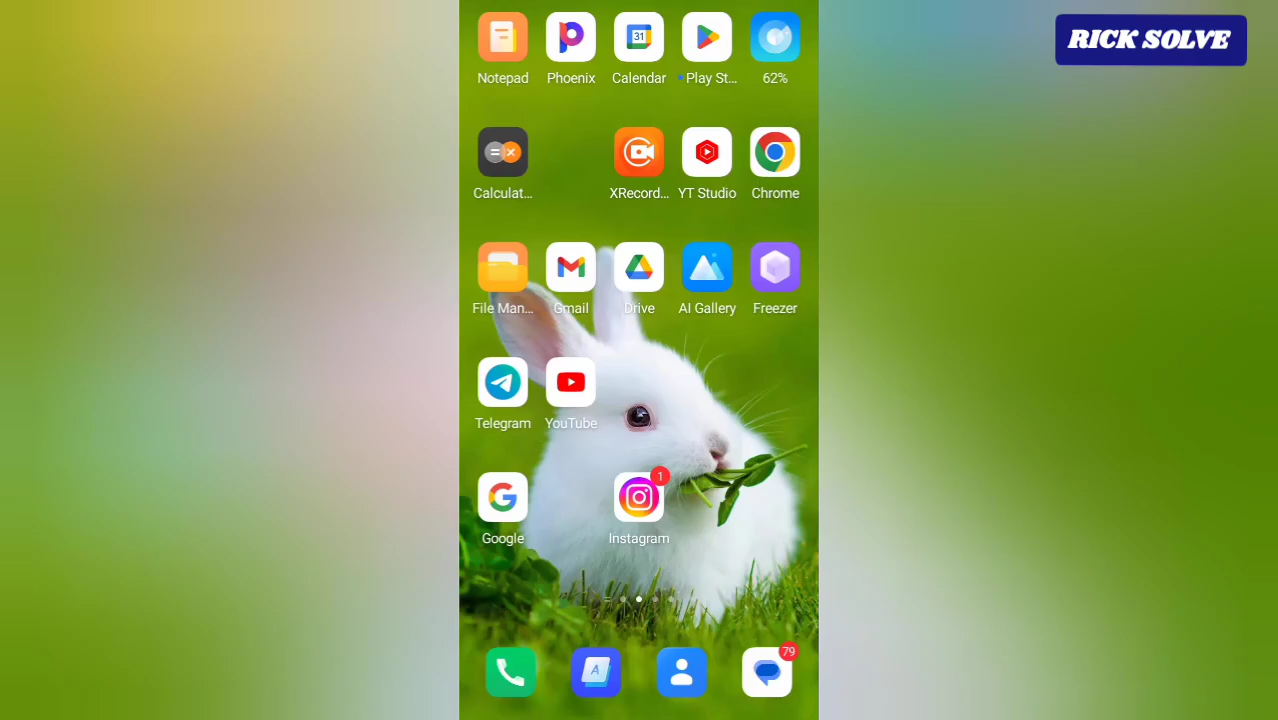 RICK SOLVE
31
Notepad Phoenix Calendar Play St... 62%
Calculat... XRecord... YT Studio Chrome
File Man... Gmail Drive AI Gallery Freezer
Telegram YouTube
1
Google Instagram
79
A